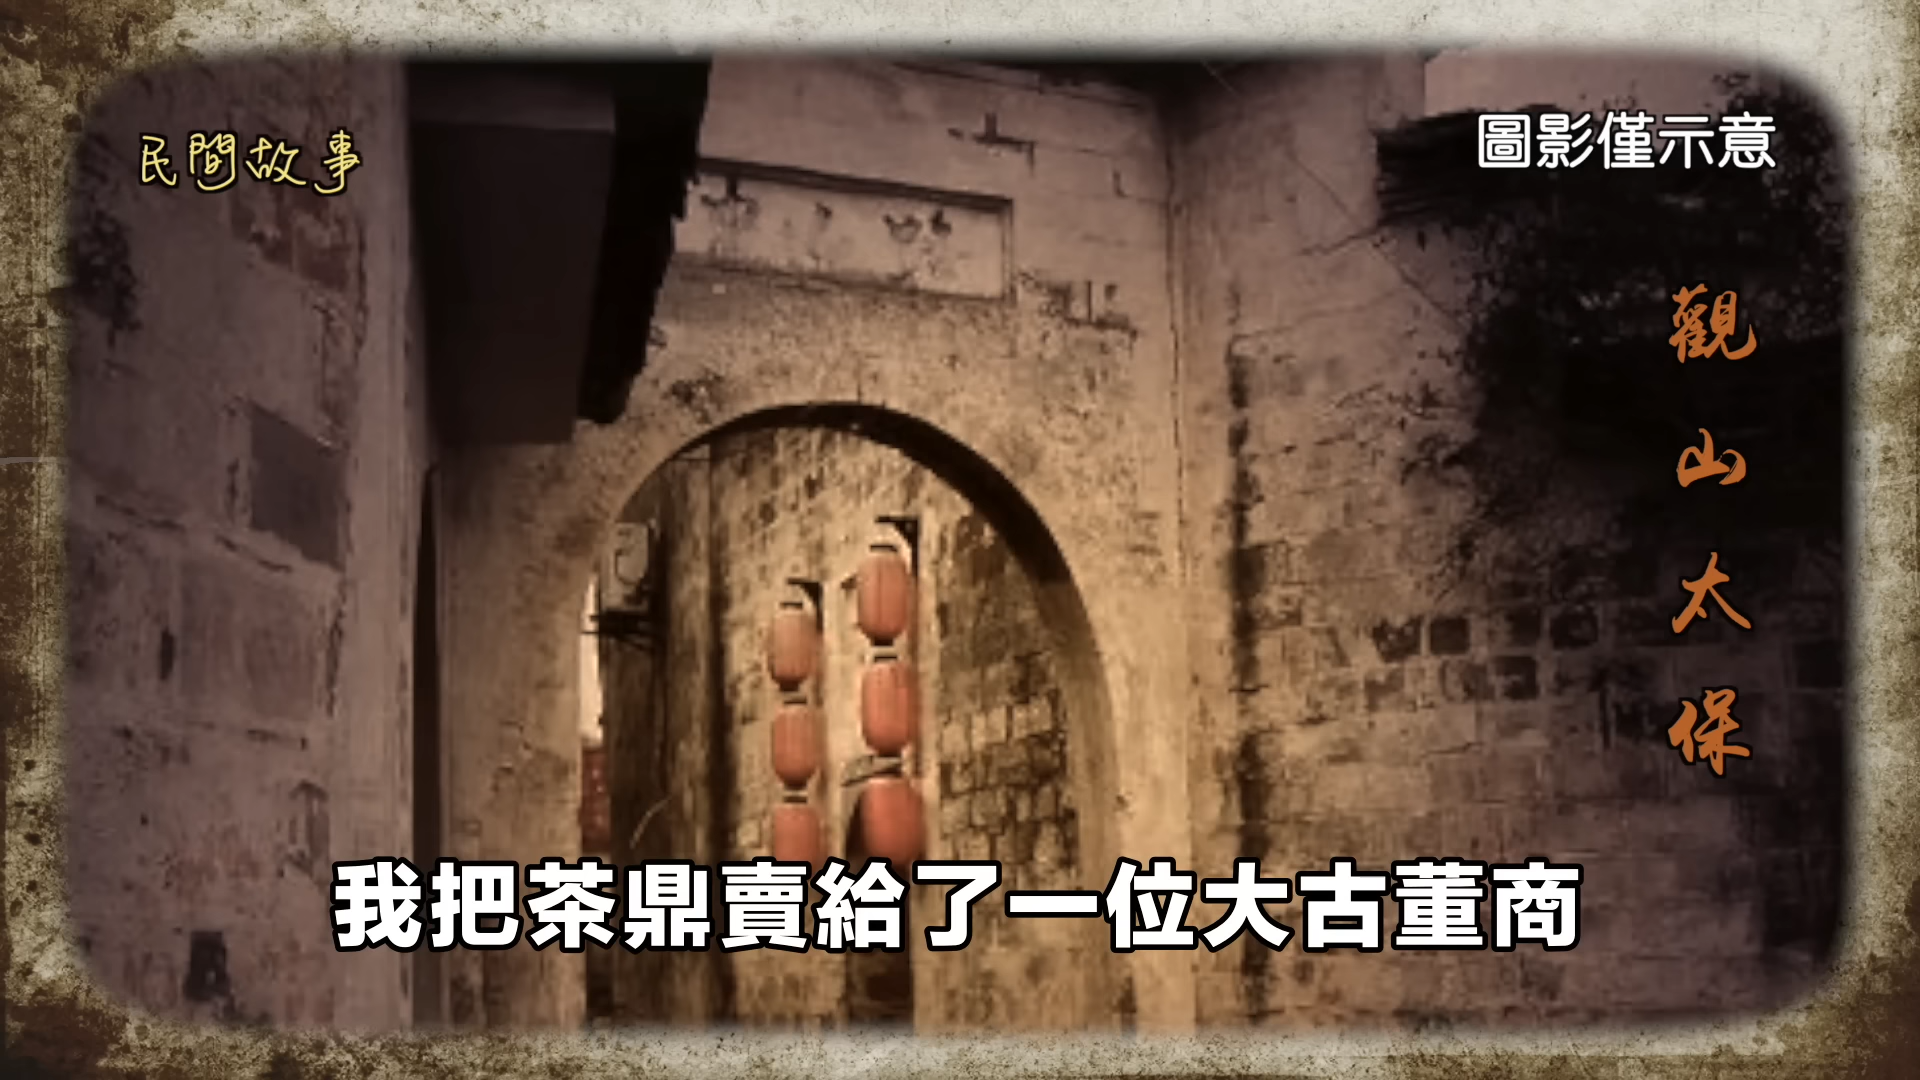 民間故事
圖影僅示意
觀山太保
我把茶鼎賣給了一位大古董商